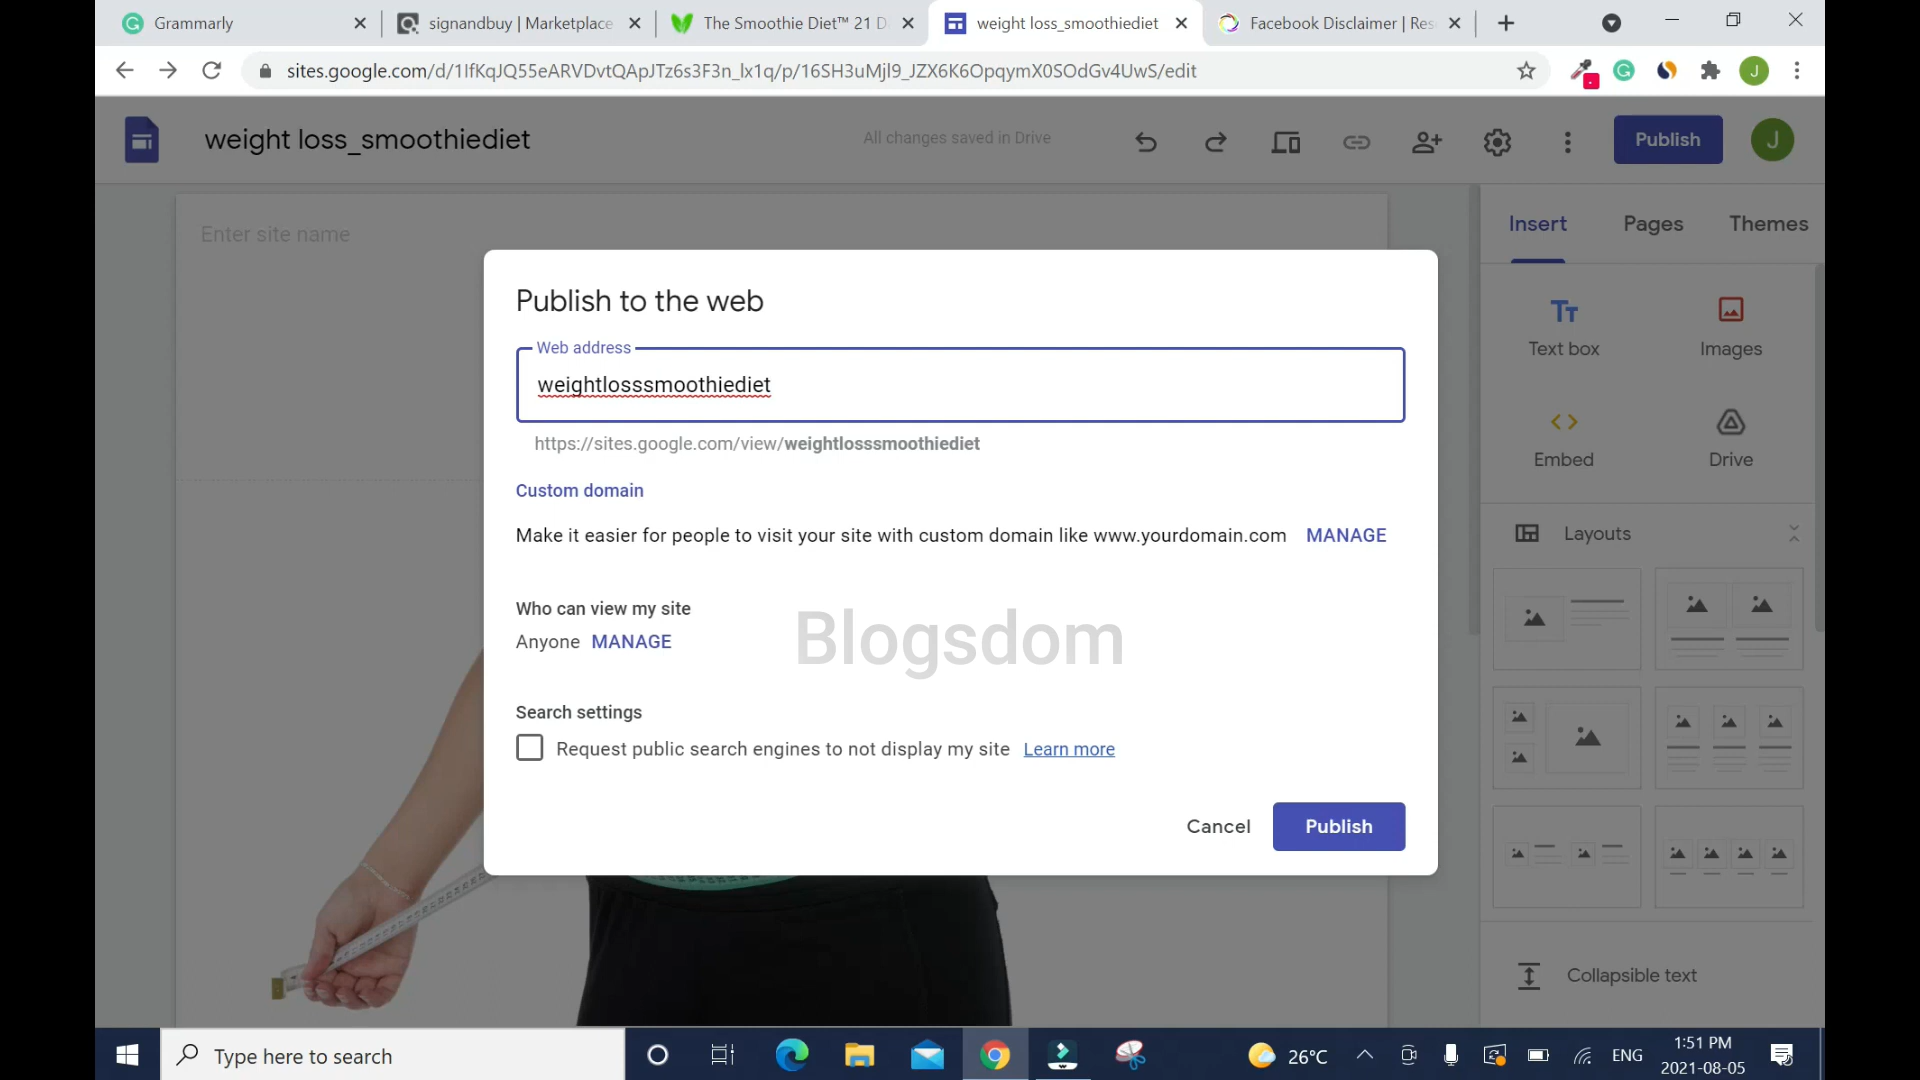 Grammarly
signandbuy | Marketplace
The Smoothie Diet™ 21 D
weight loss_smoothiediet
Facebook Disclaimer | Res
sites.google.com/d/1IfKqJQ55eARVDvtQApJTz6s3F3n_lx1q/p/16SH3uMjl9_JZX6K6OpqymX0SOdGv4UwS/edit
J
weight loss_smoothiediet
All changes saved in Drive
Publish
J
Enter site name
Insert
Pages
Themes
Publish to the web
Web address
weightlosssmoothiediet
https://sites.google.com/view/weightlosssmoothiediet
Custom domain
Make it easier for people to visit your site with custom domain like www.yourdomain.com MANAGE
Who can view my site
Anyone MANAGE
Blogsdom
Search settings
Request public search engines to not display my site Learn more
Cancel
Publish
Text box
Images
Embed
Drive
Layouts
Collapsible text
Type here to search
26°C
ENG
1:51 PM
2021-08-05